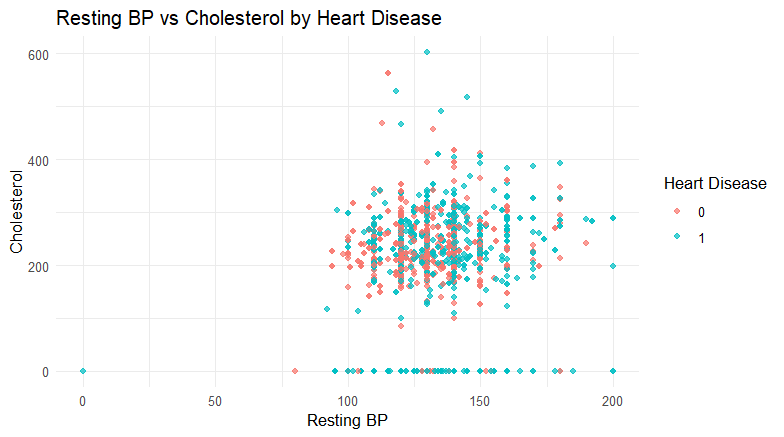 Resting BP vs Cholesterol by Heart Disease
600
400
200
0
Cholesterol
0
50
100
150
200
Resting BP
Heart Disease
0
1